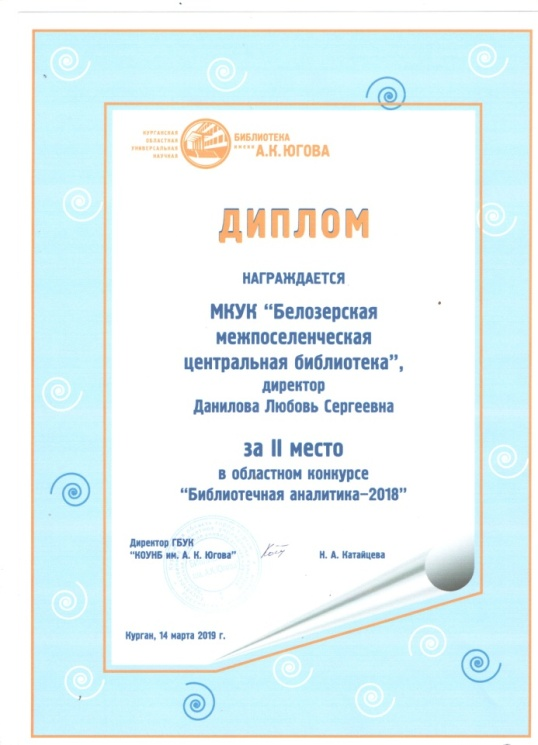 КУРГАНСКАЯ
ОБЛАСТНАЯ
УНИВЕРСАЛЬНАЯ
НАУЧНАЯ
БИБЛИОТЕКА
А.К. ЮГОВА
ДИПЛОМ
НАГРАЖДАЕТСЯ
МКУК “Белозерская
межпоселенческая
центральная библиотека”,
директор
Данилова Любовь Сергеевна
за II место
в областном конкурсе
“Библиотечная аналитика–2018”
Директор ГБУК
“КОУНБ им. А. К. Югова”
Н. А. Катайцева
Курган, 14 марта 2019 г.